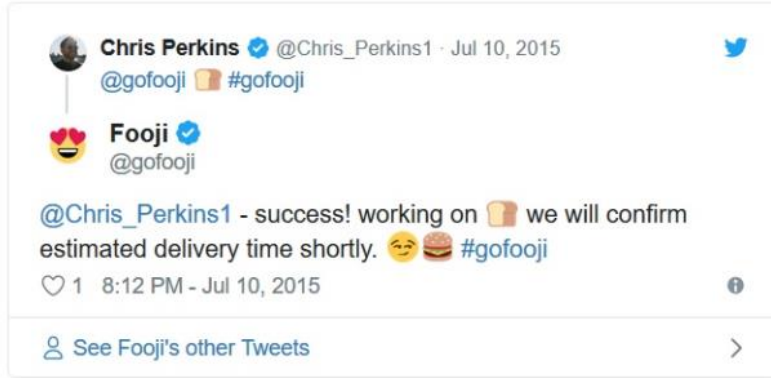 Chris Perkins @Chris_Perkins1 · Jul 10, 2015
@gofooji 🍞 #gofooji
Fooji
@gofooji
@Chris_Perkins1 - success! working on 🍞 we will confirm
estimated delivery time shortly. 😏🍔 #gofooji
1 8:12 PM - Jul 10, 2015
See Fooji's other Tweets